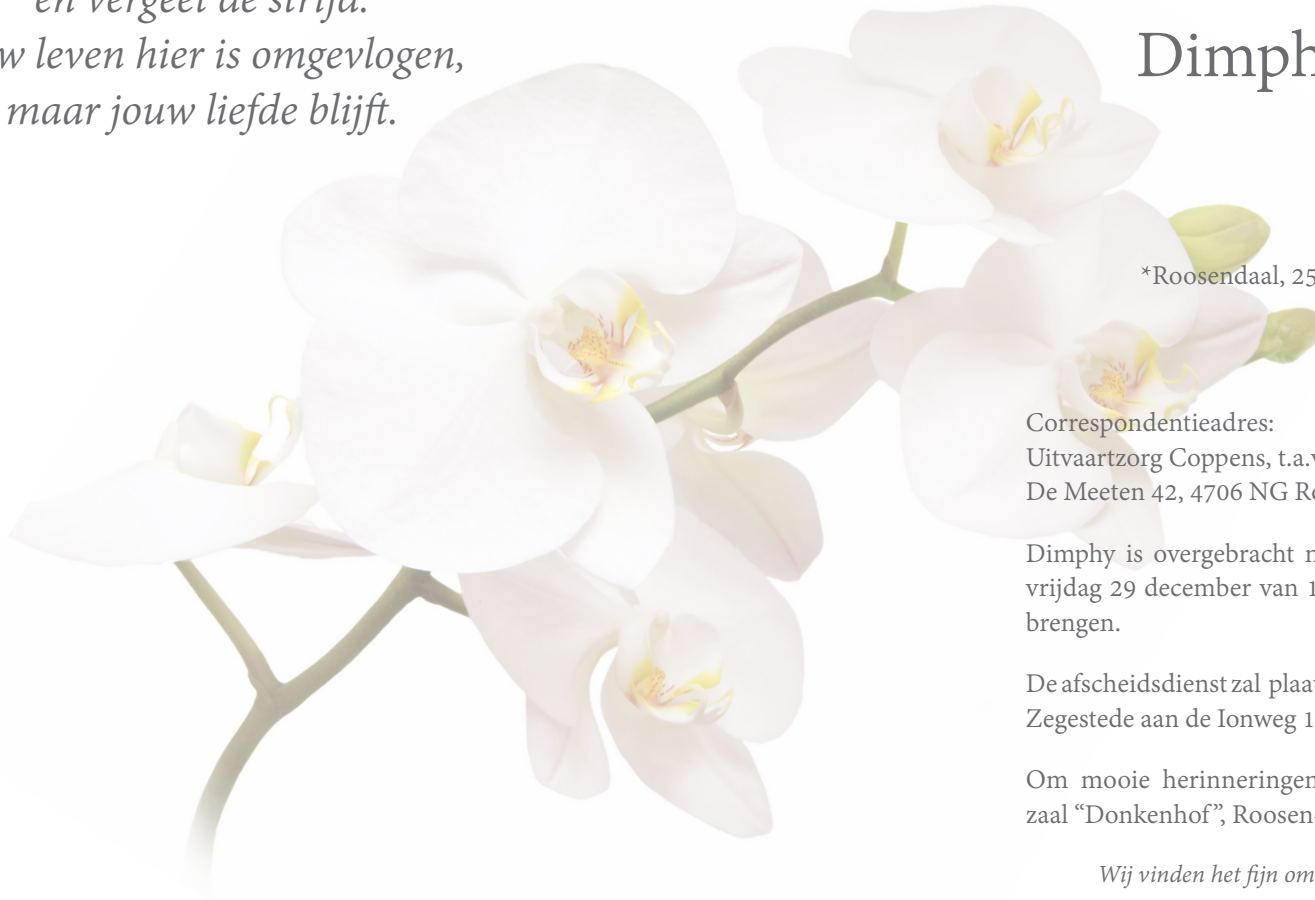 en vergeet de strijd.
w leven hier is omgevlogen,
maar jouw liefde blijft.
Dimph
*Roosendaal, 25
Correspondentieadres:
Uitvaartzorg Coppens, t.a.v
De Meeten 42, 4706 NG Ro
Dimphy is overgebracht n
vrijdag 29 december van 1
brengen.
De afscheidsdienst zal plaat
Zegestede aan de Ionweg 1
Om mooie herinneringen
zaal “Donkenhof”, Roosen
Wij vinden het fijn om